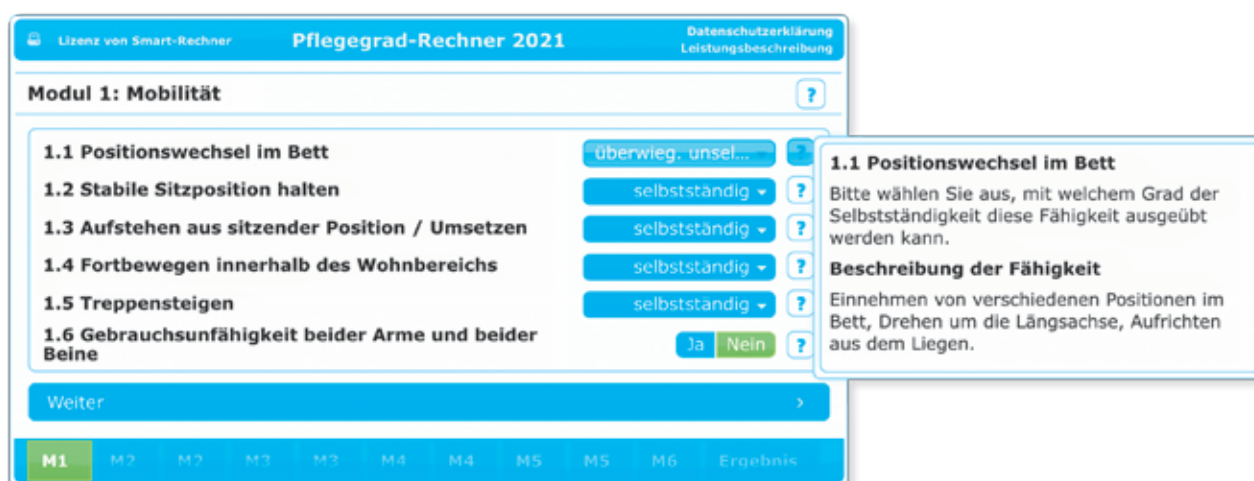 Lizenz von Smart-Rechner
Pflegegrad-Rechner 2021
Datenschutzerklärung
Leistungsbeschreibung
Modul 1: Mobilität
?
1.1 Positionswechsel im Bett
überwieg. unsel...
?
1.2 Stabile Sitzposition halten
selbstständig
?
1.3 Aufstehen aus sitzender Position / Umsetzen
selbstständig
?
1.4 Fortbewegen innerhalb des Wohnbereichs
selbstständig
?
1.5 Treppensteigen
selbstständig
?
1.6 Gebrauchsunfähigkeit beider Arme und beider
Beine
Ja Nein
?
Weiter
M1 M2 M2 M3 M3 M4 M4 M5 M5 M6 Ergebnis
1.1 Positionswechsel im Bett
Bitte wählen Sie aus, mit welchem Grad der
Selbstständigkeit diese Fähigkeit ausgeübt
werden kann.
Beschreibung der Fähigkeit
Einnehmen von verschiedenen Positionen im
Bett, Drehen um die Längsachse, Aufrichten
aus dem Liegen.